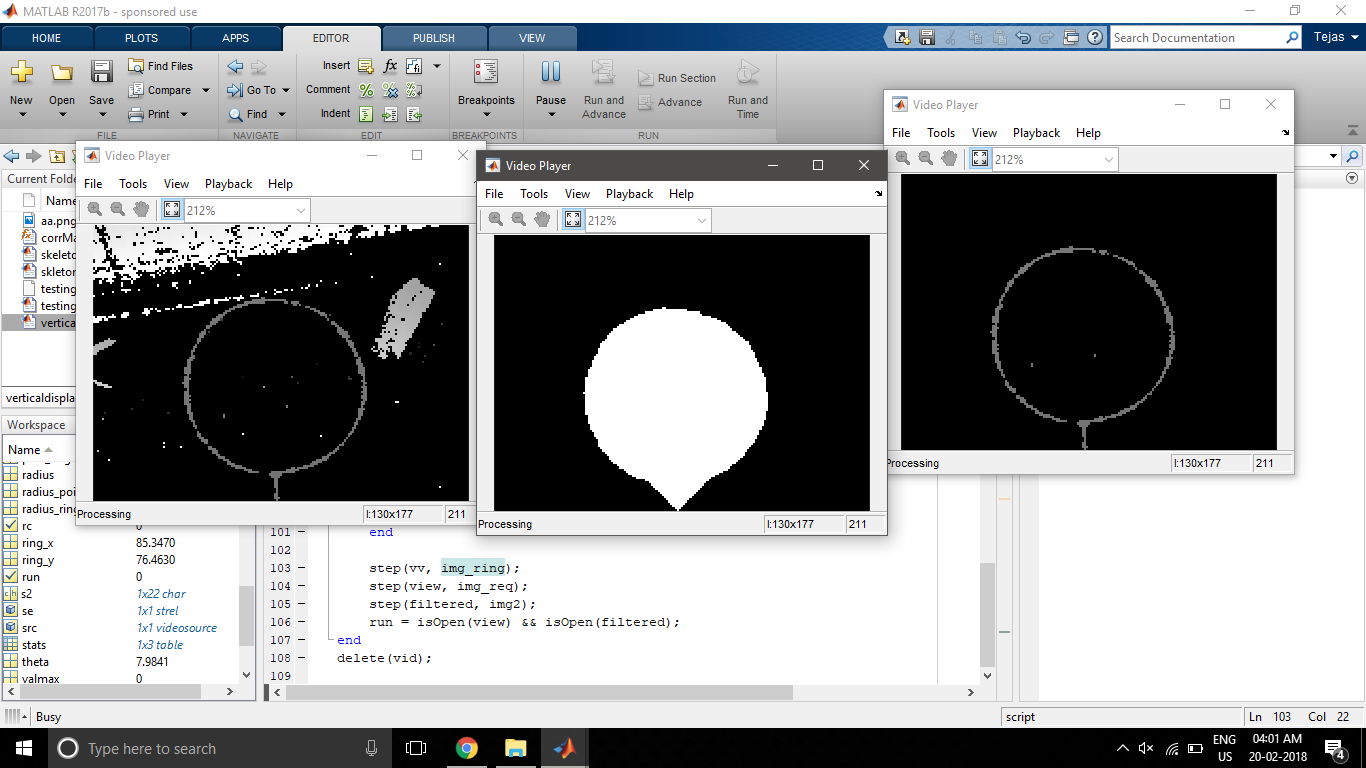 MATLAB R2017b - sponsored use
HOME PLOTS APPS EDITOR PUBLISH VIEW
Search Documentation
Tejas
New
Open
Save
Find Files
Compare
Print
Go To
Find
Insert
Comment
Indent
fx
Breakpoints
Pause
Run and Advance
Run Section
Advance
Run and Time
FILE NAVIGATE EDIT BREAKPOINTS RUN
Video Player
File Tools View Playback Help
212%
Processing
I:130x177
211
Video Player
File Tools View Playback Help
212%
Processing
I:130x177
211
Video Player
File Tools View Playback Help
212%
Processing
I:130x177
211
Current Folde
Name
aa.png
corrMa
skeleto
skletor
testing
testing
vertica
verticaldispla
Workspace
Name
radius
radius_poi
radius_rin
rc 0
ring_x 85.3470
ring_y 76.4630
run 0
s2 1x22 char
se 1x1 strel
src 1x1 videosource
stats 1x3 table
theta 7.9841
valmax 0
101 end
102
103 step(vv, img_ring);
104 step(view, img_req);
105 step(filtered, img2);
106 run = isOpen(view) && isOpen(filtered);
107 end
108 delete(vid);
109
Busy
script
Ln 103 Col 22
Type here to search
ENG
US
04:01 AM
20-02-2018
4